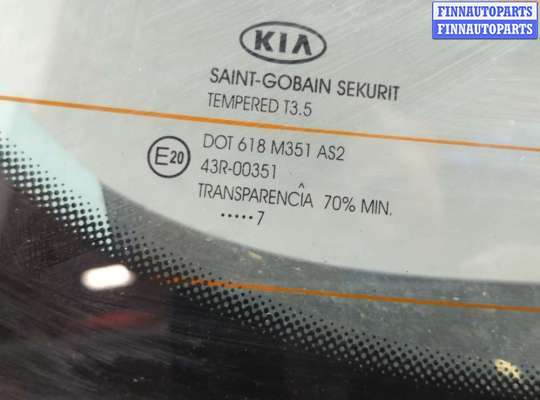 FINNAUTOPARTS
FINNAUTOPARTS
KIA
SAINT-GOBAIN SEKURIT
TEMPERED T3.5
DOT 618 M351 AS2
E20
43R-00351
TRANSPARENCÎA 70% MIN.
.....7